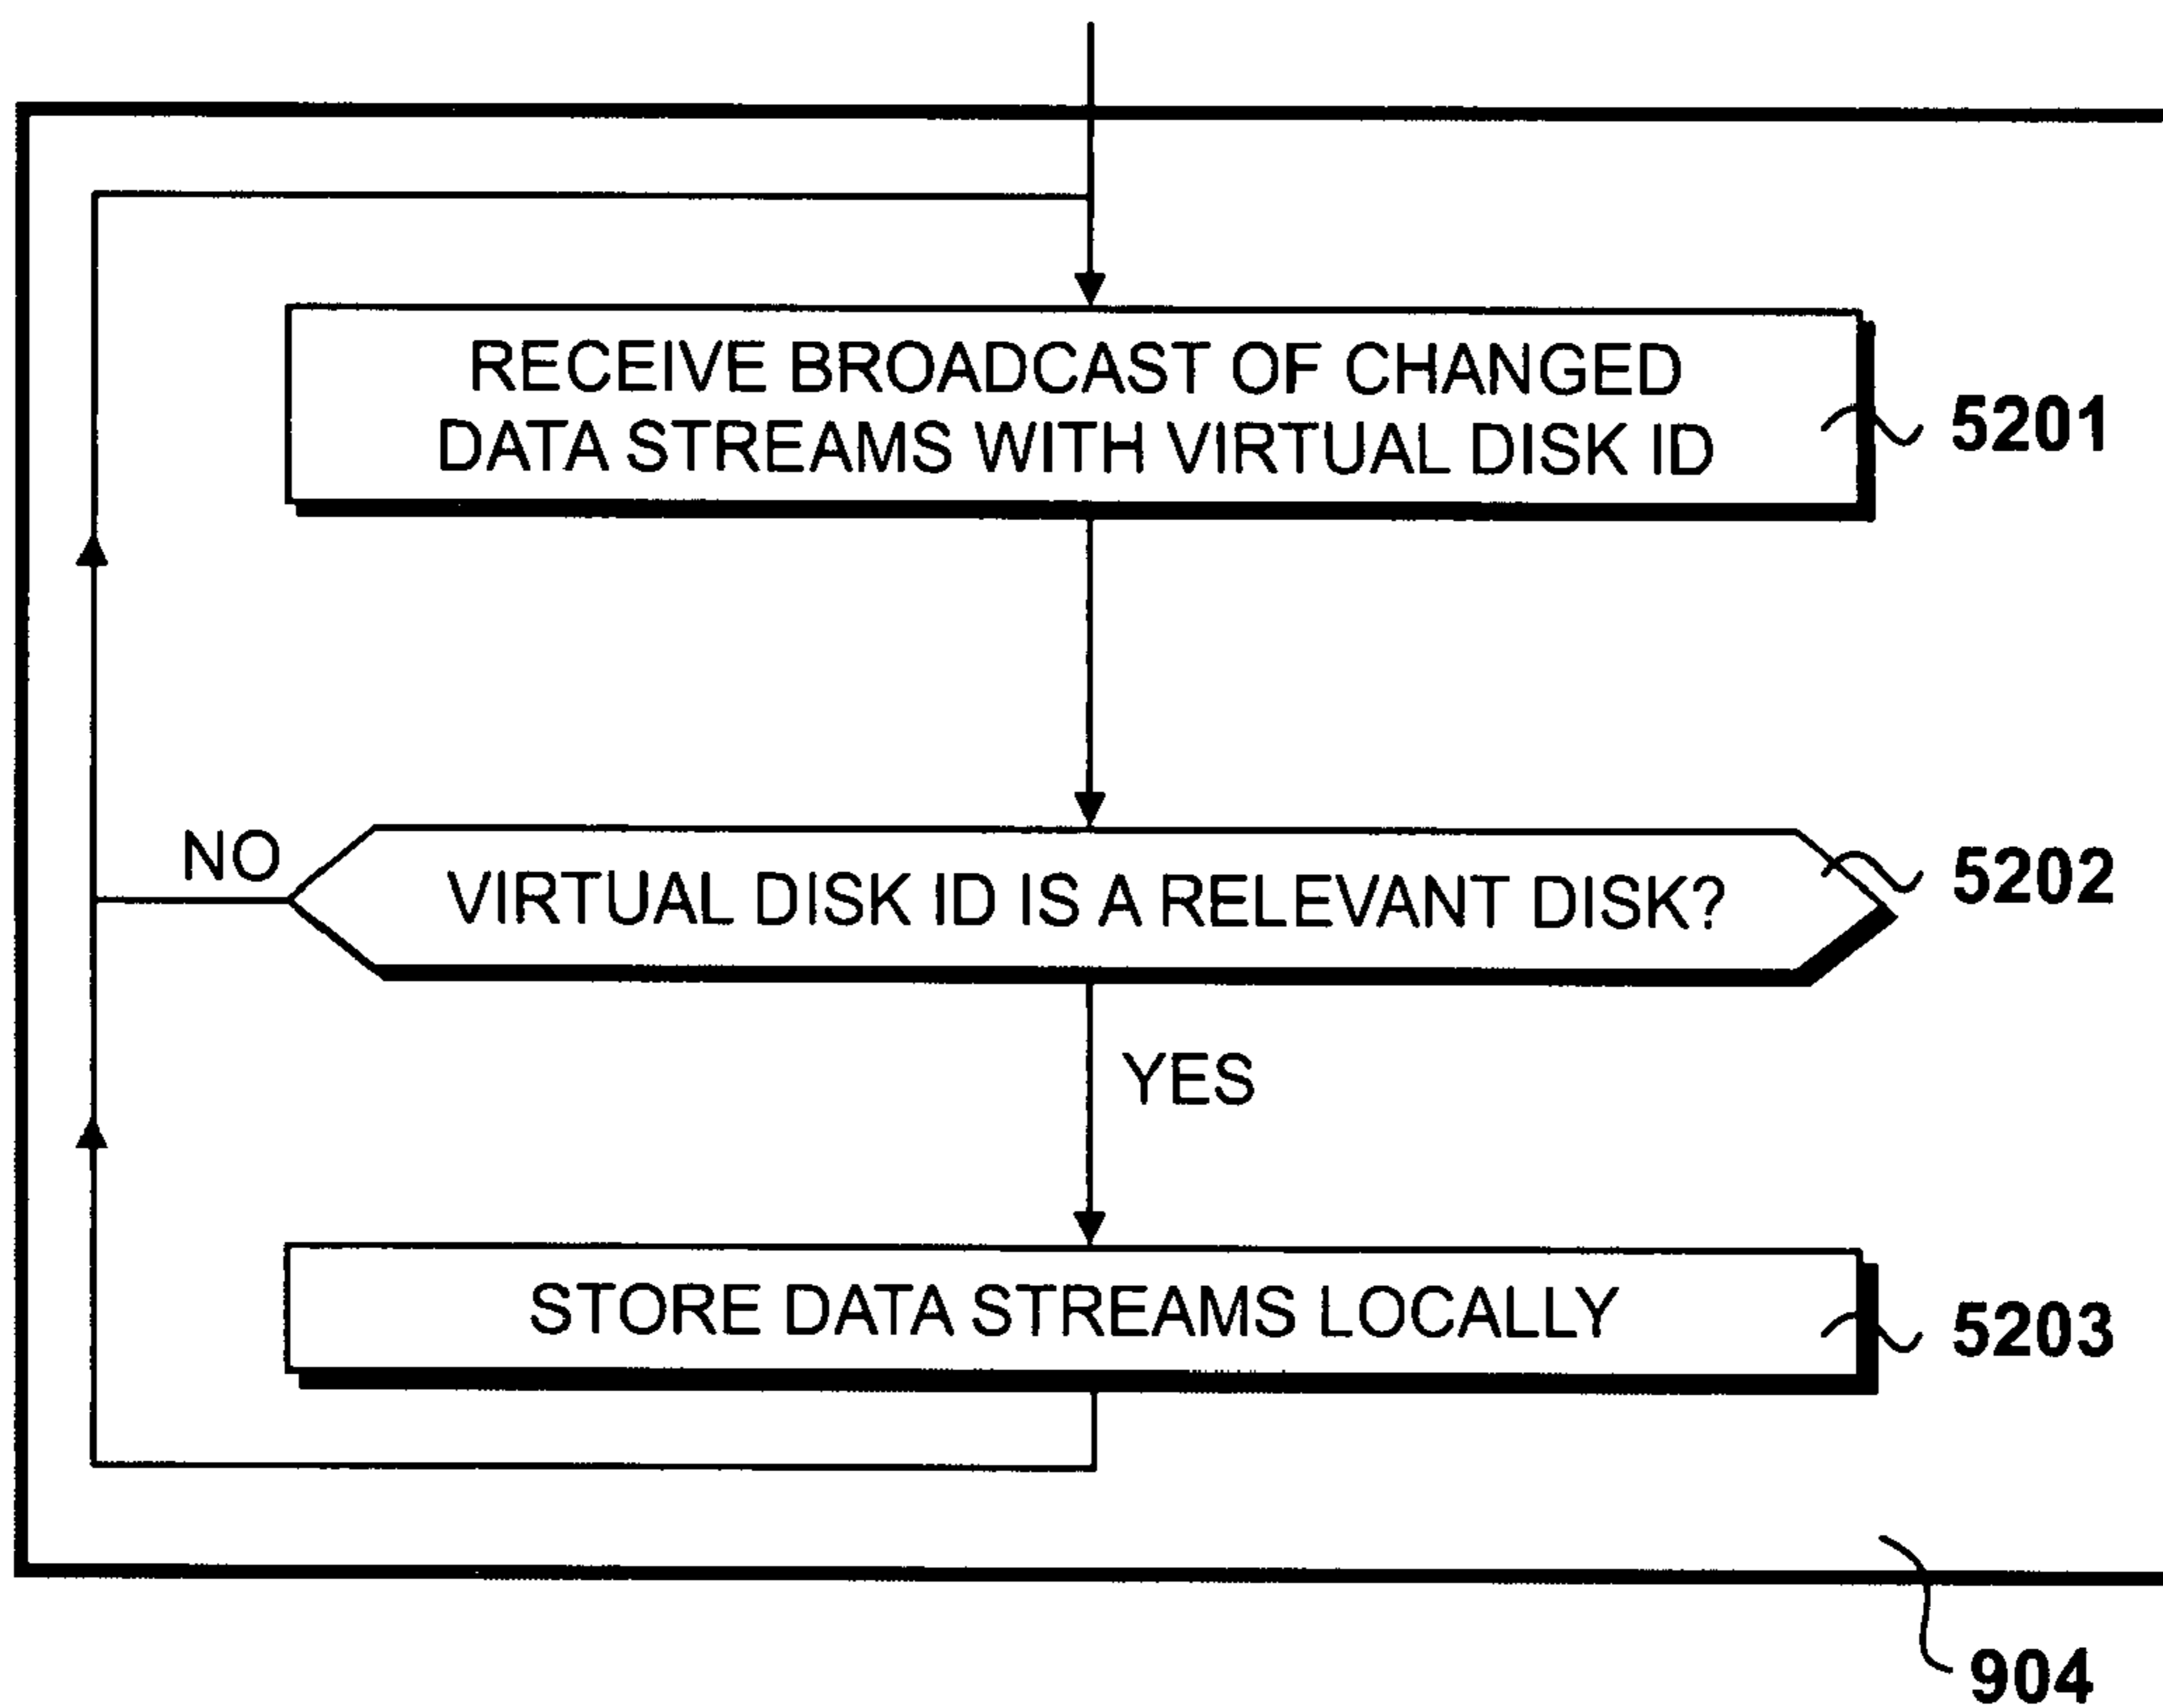 RECEIVE BROADCAST OF CHANGED
DATA STREAMS WITH VIRTUAL DISK ID
5201
NO
VIRTUAL DISK ID IS A RELEVANT DISK?
5202
YES
STORE DATA STREAMS LOCALLY
5203
904